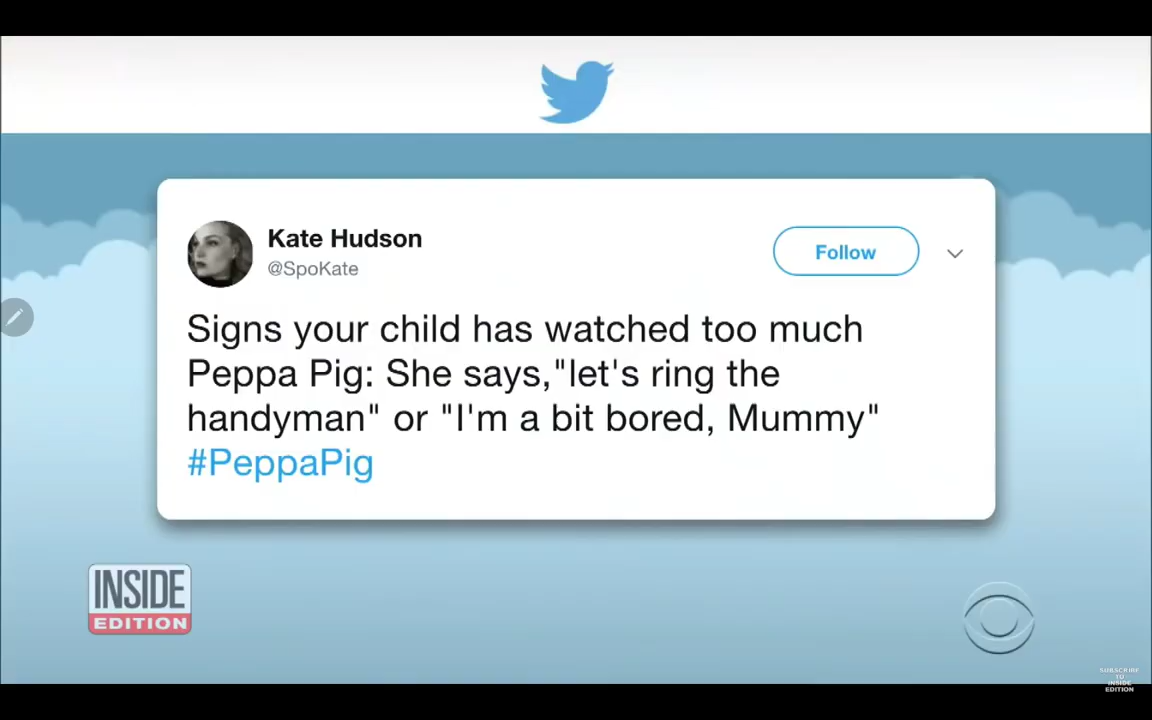 Kate Hudson
@SpoKate
Follow
Signs your child has watched too much
Peppa Pig: She says,"let's ring the
handyman" or "I'm a bit bored, Mummy"
#PeppaPig
INSIDE
EDITION
SUBSCRIBE
TO
INSIDE
EDITION